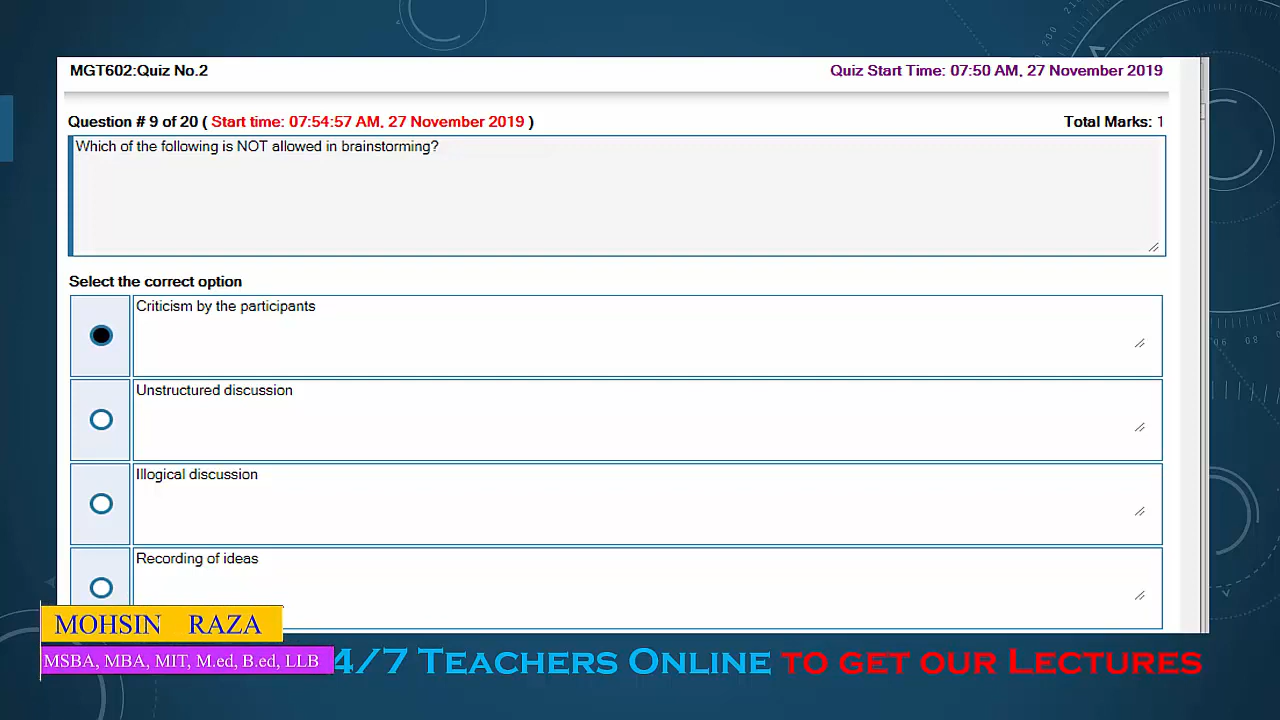 MGT602:Quiz No.2
Quiz Start Time: 07:50 AM, 27 November 2019
Question # 9 of 20 ( Start time: 07:54:57 AM, 27 November 2019 )
Total Marks: 1
Which of the following is NOT allowed in brainstorming?
Select the correct option
Criticism by the participants
Unstructured discussion
Illogical discussion
Recording of ideas
MOHSIN RAZA
MSBA, MBA, MIT, M.ed, B.ed, LLB
4/7 Teachers Online to get our Lectures